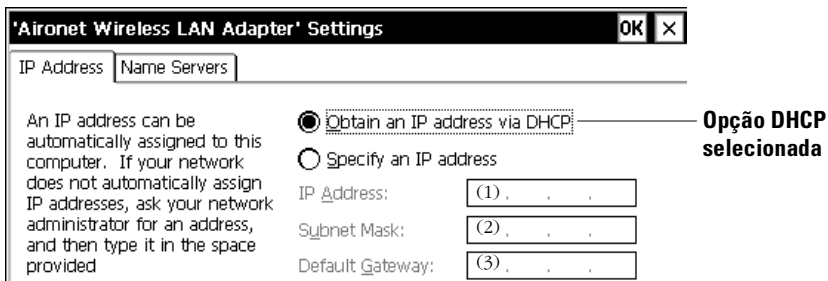 'Aironet Wireless LAN Adapter' Settings OK ×
IP Address Name Servers
An IP address can be
automatically assigned to this
computer. If your network
does not automatically assign
IP addresses, ask your network
administrator for an address,
and then type it in the space
provided
Obtain an IP address via DHCP
Specify an IP address
IP Address: (1) . . .
Subnet Mask: (2) . . .
Default Gateway: (3) . . .
Opção DHCP
selecionada